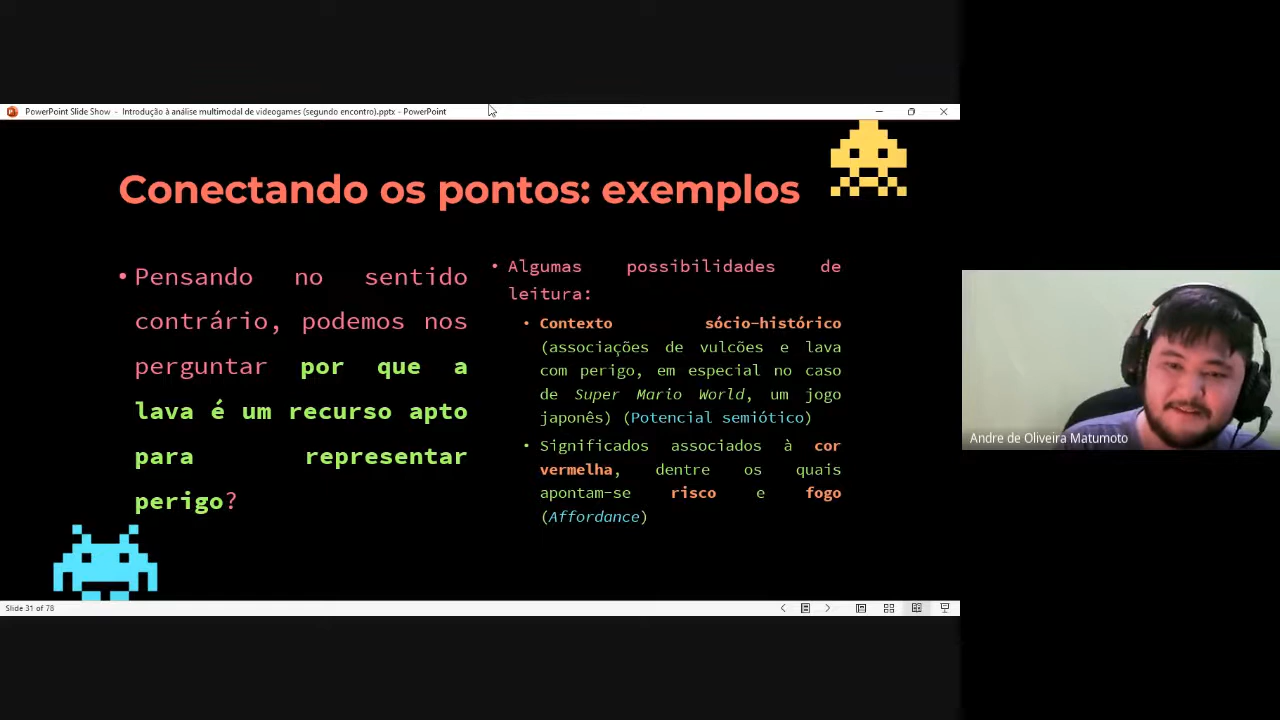 PowerPoint Slide Show - Introdução à análise multimodal de videogames (segundo encontro).pptx - PowerPoint
Conectando os pontos: exemplos
• Pensando no sentido
contrário, podemos nos
perguntar por que a
lava é um recurso apto
para representar
perigo?
• Algumas possibilidades de
leitura:
• Contexto sócio-histórico
(associações de vulcões e lava
com perigo, em especial no caso
de Super Mario World, um jogo
japonês) (Potencial semiótico)
• Significados associados à cor
vermelha, dentre os quais
apontam-se risco e fogo
(Affordance)
Andre de Oliveira Matumoto
Slide 31 of 78